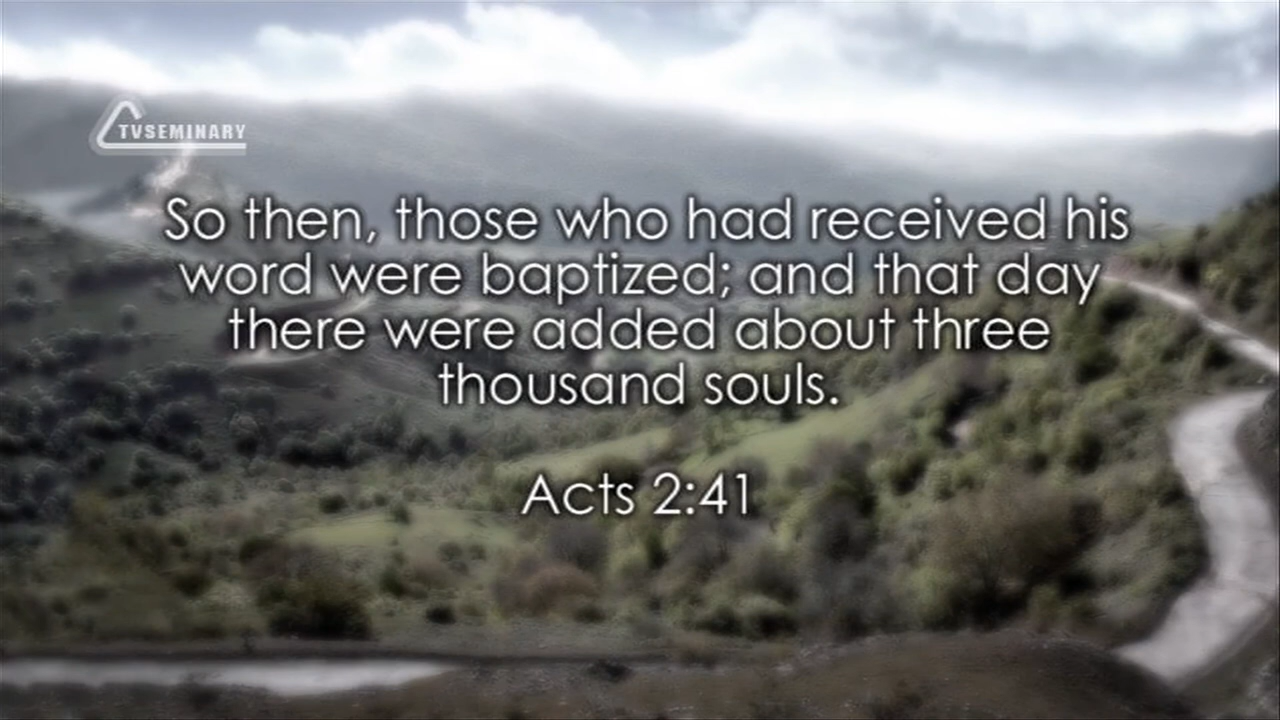 TVSEMINARY
So then, those who had received his
word were baptized; and that day
there were added about three
thousand souls.
Acts 2:41